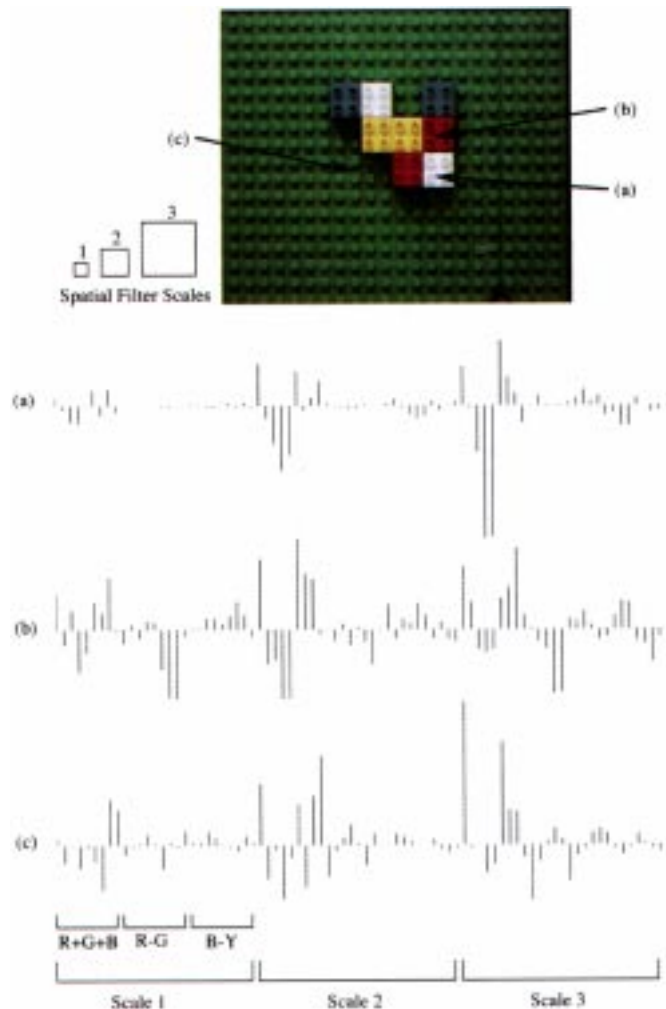 (b)
(c)
(a)
1 2 3
Spatial Filter Scales
(a)
(b)
(c)
R+G+B R-G B-Y
Scale 1 Scale 2 Scale 3